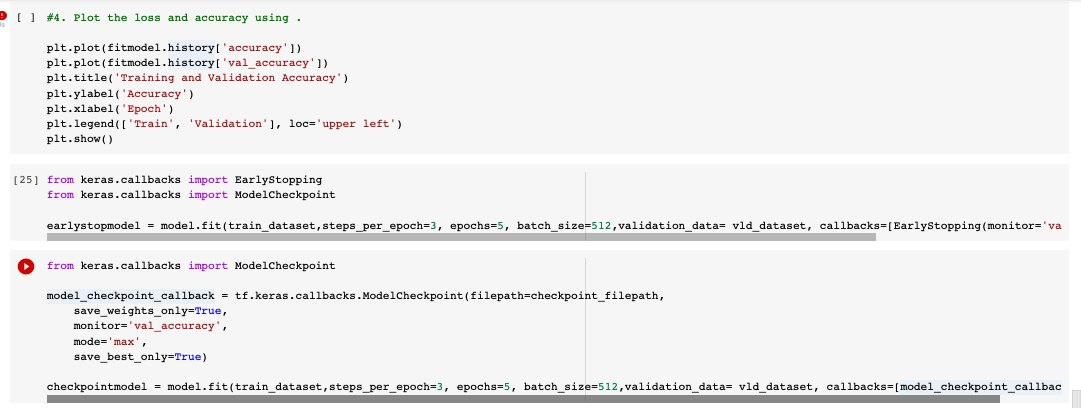 [ ] #4. Plot the loss and accuracy using .
plt.plot(fitmodel.history['accuracy'])
plt.plot(fitmodel.history['val_accuracy'])
plt.title('Training and Validation Accuracy')
plt.ylabel('Accuracy')
plt.xlabel('Epoch')
plt.legend(['Train', 'Validation'], loc='upper left')
plt.show()
[25] from keras.callbacks import EarlyStopping
from keras.callbacks import ModelCheckpoint
earlystopmodel = model.fit(train_dataset,steps_per_epoch=3, epochs=5, batch_size=512,validation_data= vld_dataset, callbacks=[EarlyStopping(monitor='va
from keras.callbacks import ModelCheckpoint
model_checkpoint_callback = tf.keras.callbacks.ModelCheckpoint(filepath=checkpoint_filepath,
    save_weights_only=True,
    monitor='val_accuracy',
    mode='max',
    save_best_only=True)
checkpointmodel = model.fit(train_dataset,steps_per_epoch=3, epochs=5, batch_size=512,validation_data= vld_dataset, callbacks=[model_checkpoint_callbac